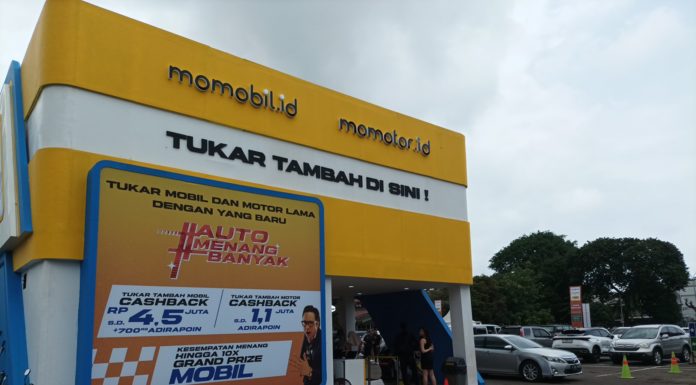 momobil.id
momotor.id
TUKAR TAMBAH DI SINI !
TUKAR MOBIL DAN MOTOR LAMA
DENGAN YANG BARU
#AUTO
MENANG
BANYAK
TUKAR TAMBAH MOBIL
CASHBACK
RP 4,5 JUTA
S.D.
+700RIBU ADIRAPOIN
TUKAR TAMBAH MOTOR
CASHBACK
S.D. 1,1 JUTA
ADIRAPOIN
KESEMPATAN MENANG
HINGGA 10X
GRAND PRIZE
MOBIL